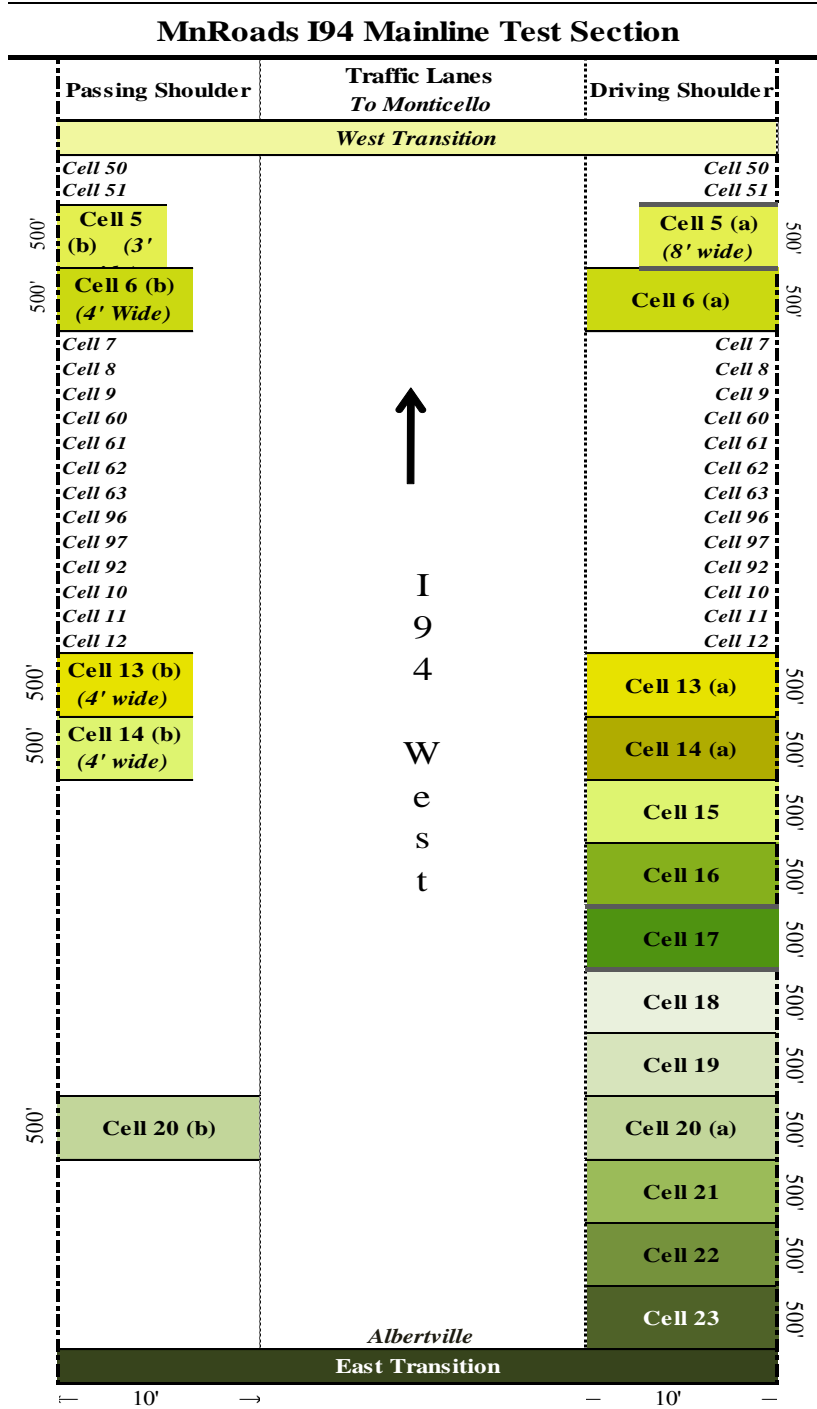 MnRoads I94 Mainline Test Section
Passing Shoulder
Traffic Lanes
To Monticello
Driving Shoulder
West Transition
Cell 50
Cell 50
Cell 51
Cell 51
500'
Cell 5
(b) (3'
Cell 5 (a)
(8' wide)
500'
500'
Cell 6 (b)
(4' Wide)
Cell 6 (a)
500'
Cell 7
Cell 7
Cell 8
Cell 8
Cell 9
Cell 9
Cell 60
Cell 60
Cell 61
Cell 61
Cell 62
Cell 62
Cell 63
Cell 63
Cell 96
Cell 96
Cell 97
Cell 97
Cell 92
Cell 92
Cell 10
Cell 10
Cell 11
Cell 11
Cell 12
Cell 12
I
9
4
W
e
s
t
500'
Cell 13 (b)
(4' wide)
Cell 13 (a)
500'
500'
Cell 14 (b)
(4' wide)
Cell 14 (a)
500'
Cell 15
500'
Cell 16
500'
Cell 17
500'
Cell 18
500'
Cell 19
500'
500'
Cell 20 (b)
Cell 20 (a)
500'
Cell 21
500'
Cell 22
500'
Cell 23
500'
Albertville
East Transition
10'
10'